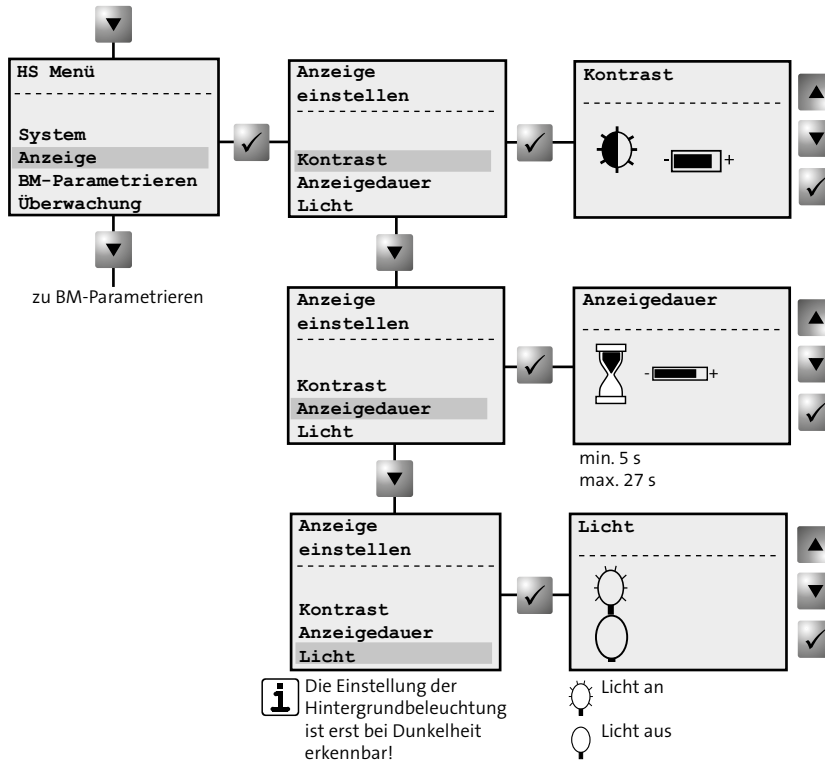 HS Menü
System
Anzeige
BM-Parametrieren
Überwachung
zu BM-Parametrieren
Anzeige
einstellen
Kontrast
Anzeigedauer
Licht
Kontrast
- +
Anzeige
einstellen
Kontrast
Anzeigedauer
Licht
Anzeigedauer
- +
min. 5 s
max. 27 s
Anzeige
einstellen
Kontrast
Anzeigedauer
Licht
Licht
i
Die Einstellung der
Hintergrundbeleuchtung
ist erst bei Dunkelheit
erkennbar!
Licht an
Licht aus